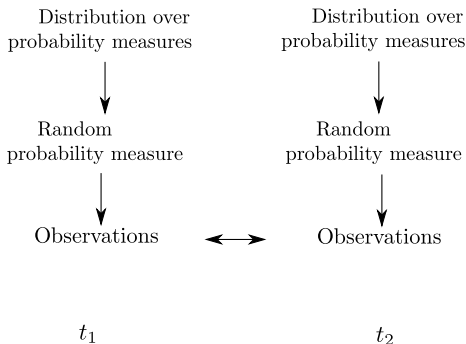 Distribution over
probability measures
Random
probability measure
Observations
t₁
Distribution over
probability measures
Random
probability measure
Observations
t₂